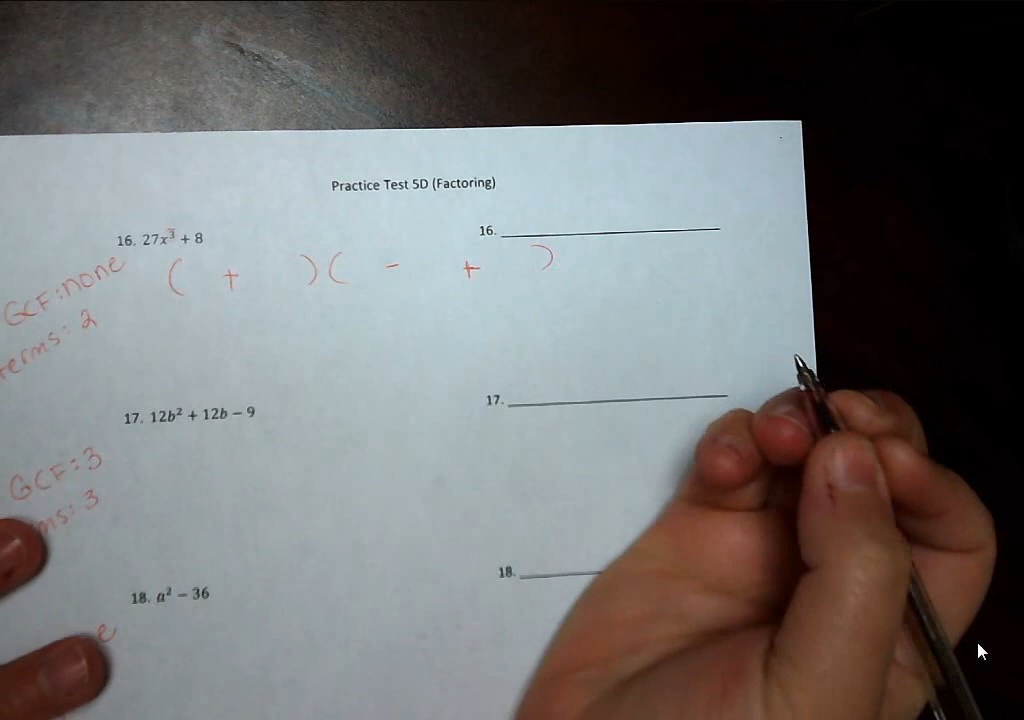 Practice Test 5D (Factoring)
16. 27x³ + 8
16.
GCF: none
( + )( - + )
terms: 2
17. 12b² + 12b – 9
17.
GCF: 3
ms: 3
18. a² – 36
18.
e